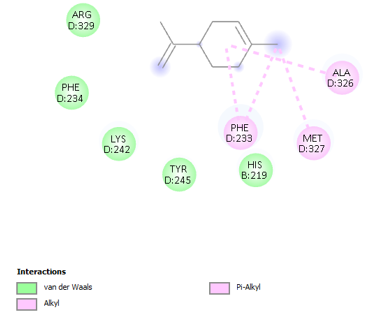 ARG
D:329
PHE
D:234
ALA
D:326
LYS
D:242
PHE
D:233
MET
D:327
TYR
D:245
HIS
B:219
Interactions
van der Waals
Alkyl
Pi-Alkyl